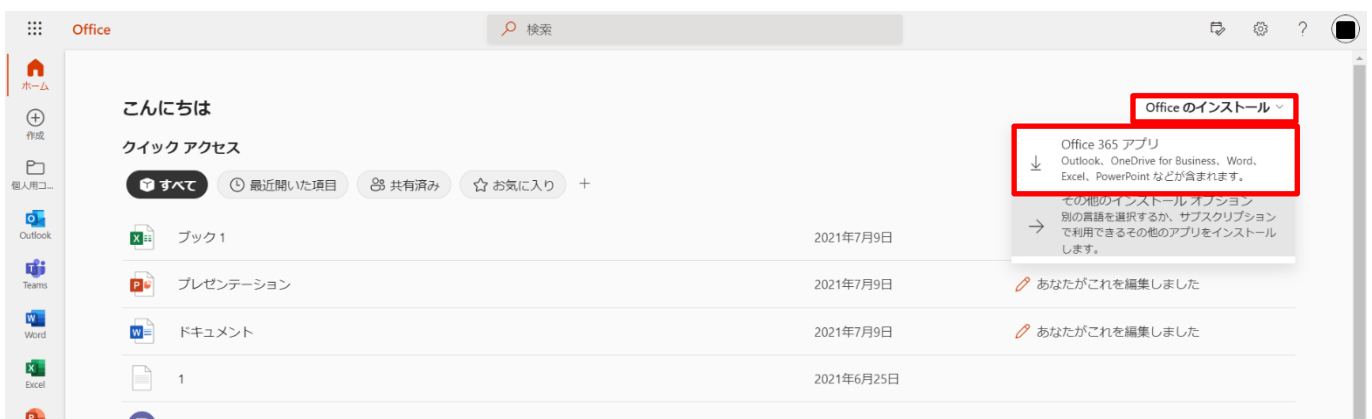 Office
検索
?
ホーム
作成
個人用コ...
Outlook
Teams
Word
Excel
こんにちは
Office のインストール
クイック アクセス
Office 365 アプリ
Outlook、OneDrive for Business、Word、
Excel、PowerPoint などが含まれます。
すべて
最近開いた項目
共有済み
お気に入り
+
その他のインストール オプション
別の言語を選択するか、サブスクリプション
で利用できるその他のアプリをインストール
します。
ブック 1
2021年7月9日
プレゼンテーション
2021年7月9日
あなたがこれを編集しました
ドキュメント
2021年7月9日
あなたがこれを編集しました
1
2021年6月25日